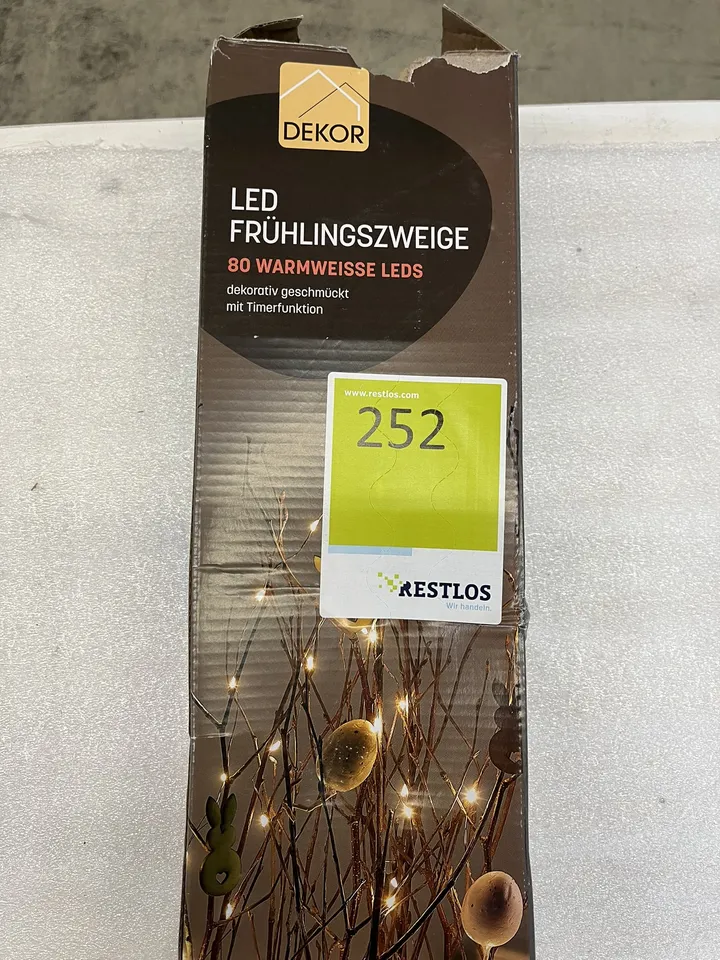 DEKOR
LED
FRÜHLINGSZWEIGE
80 WARMWEISSE LEDS
dekorativ geschmückt
mit Timerfunktion
www.restlos.com
252
RESTLOS
Wir handeln.